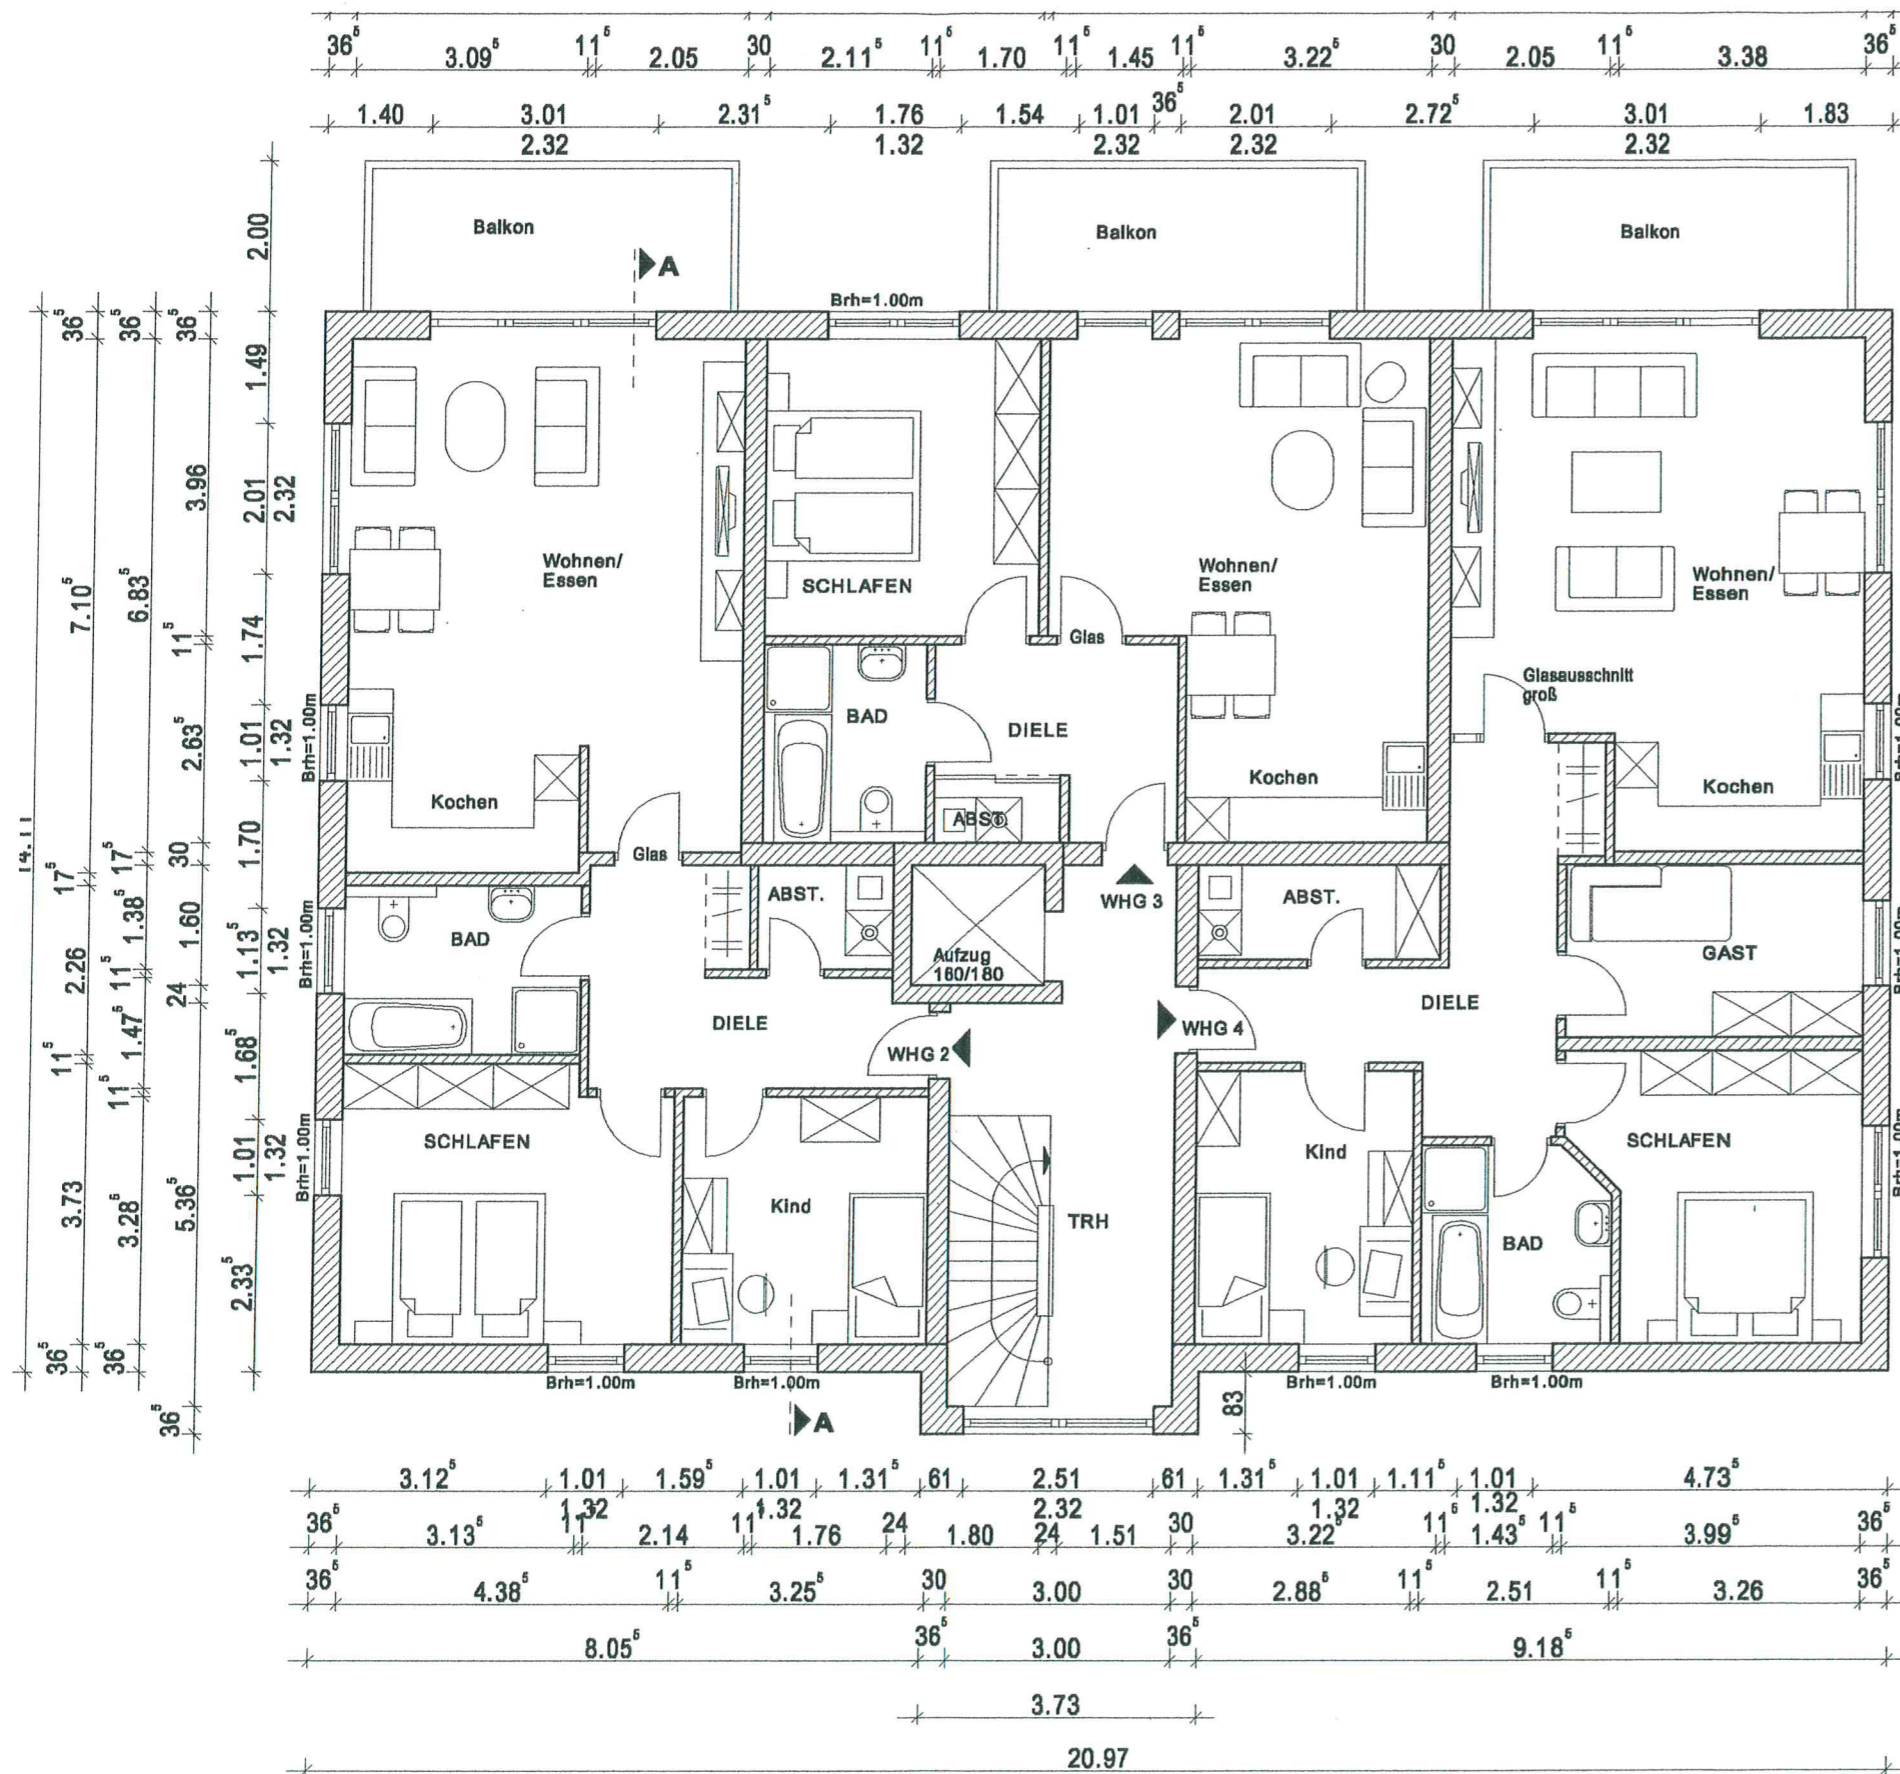 36⁵ 3.09⁵ 11⁵ 2.05 30 2.11⁵ 11⁵ 1.70 11⁵ 1.45 11⁵ 3.22⁵ 30 2.05 11⁵ 3.38 36⁵
1.40 3.01 2.31⁵ 1.76 1.54 1.01 36⁵ 2.01 2.72⁵ 3.01 1.83
2.32 1.32 2.32 2.32 2.32
Balkon
Balkon
Balkon
A
Brh=1.00m
2.00
36⁵ 7.10⁵ 17⁵ 2.26 11⁵ 3.73 36⁵
36⁵ 6.83⁵ 17⁵ 1.38⁵ 11⁵ 1.47⁵ 11⁵ 3.28⁵ 36⁵
36⁵ 3.96 11⁵ 2.63⁵ 30 1.60 24 5.36⁵ 36⁵
1.49 2.01 1.74 1.01 1.70 1.13⁵ 1.68⁵ 1.01 2.33⁵
2.32 1.32 1.32 1.32
Brh=1.00m
Brh=1.00m
Brh=1.00m
Wohnen/
Essen
SCHLAFEN
Wohnen/
Essen
Wohnen/
Essen
Glas
Glasausschnitt
groß
BAD
DIELE
Kochen
Kochen
Kochen
ABST.
Glas
ABST.
WHG 3
ABST.
BAD
Aufzug
160/180
GAST
DIELE
DIELE
WHG 2
WHG 4
SCHLAFEN
Kind
Kind
SCHLAFEN
TRH
BAD
Brh=1.00m
Brh=1.00m
Brh=1.00m
Brh=1.00m
A
83
3.12⁵ 1.01 1.59⁵ 1.01 1.31⁵ 61 2.51 61 1.31⁵ 1.01 1.11⁵ 1.01 4.73⁵
1.32 1.32 2.32 1.32 1.32
36⁵ 3.13⁵ 11⁵ 2.14 11⁵ 1.76 24 1.80 24 1.51 30 3.22⁵ 11⁵ 1.43⁵ 11⁵ 3.99⁵ 36⁵
36⁵ 4.38⁵ 11⁵ 3.25⁵ 30 3.00 30 2.88⁵ 11⁵ 2.51 11⁵ 3.26 36⁵
8.05⁵ 36⁵ 3.00 36⁵ 9.18⁵
3.73
20.97